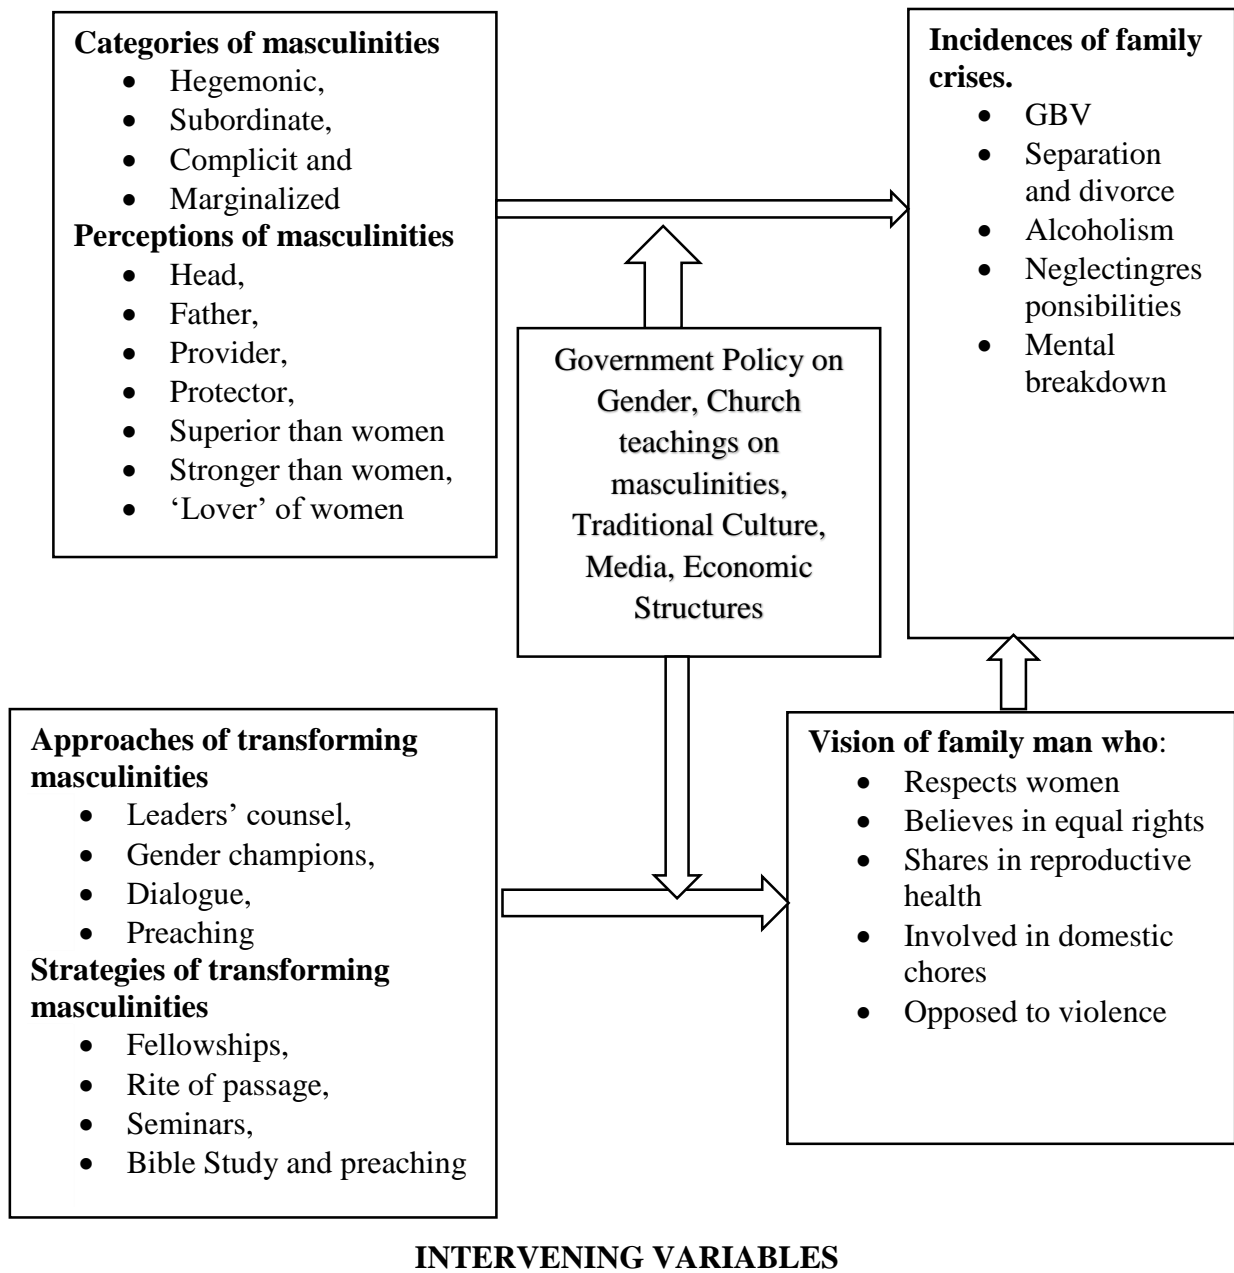 Categories of masculinities
• Hegemonic,
• Subordinate,
• Complicit and
• Marginalized
Perceptions of masculinities
• Head,
• Father,
• Provider,
• Protector,
• Superior than women
• Stronger than women,
• ‘Lover’ of women
Incidences of family
crises.
• GBV
• Separation
and divorce
• Alcoholism
• Neglectingres
ponsibilities
• Mental
breakdown
Government Policy on
Gender, Church
teachings on
masculinities,
Traditional Culture,
Media, Economic
Structures
Approaches of transforming
masculinities
• Leaders’ counsel,
• Gender champions,
• Dialogue,
• Preaching
Strategies of transforming
masculinities
• Fellowships,
• Rite of passage,
• Seminars,
• Bible Study and preaching
Vision of family man who:
• Respects women
• Believes in equal rights
• Shares in reproductive
health
• Involved in domestic
chores
• Opposed to violence
INTERVENING VARIABLES